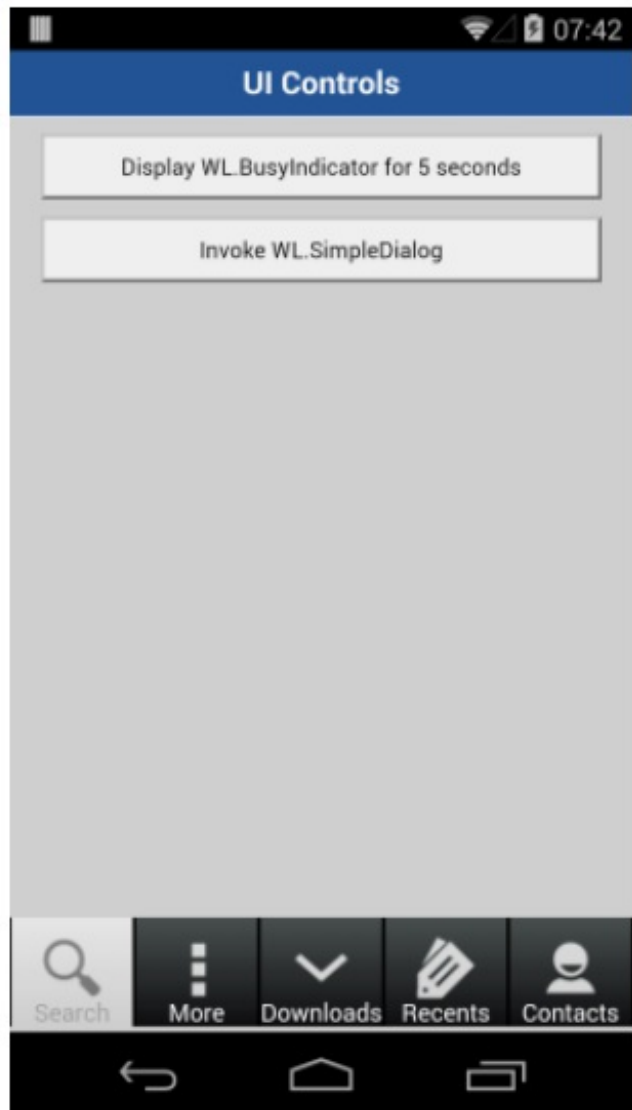 07:42
UI Controls
Display WL.BusyIndicator for 5 seconds
Invoke WL.SimpleDialog
Search More Downloads Recents Contacts